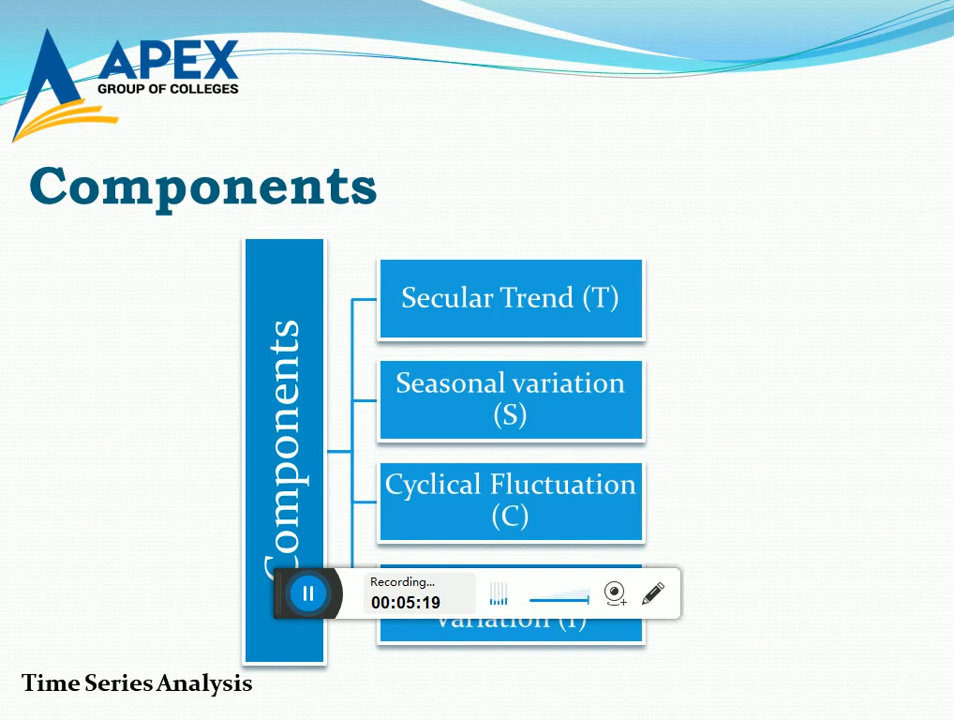 APEX
GROUP OF COLLEGES
Components
Components
Secular Trend (T)
Seasonal variation
(S)
Cyclical Fluctuation
(C)
Recording...
00:05:19
Variation (I)
Time Series Analysis